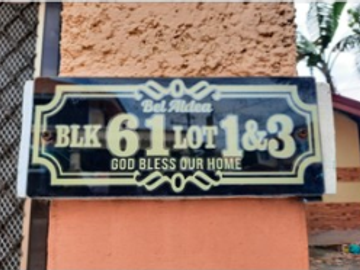 Bel Aldea
BLK 61 LOT 1&3
GOD BLESS OUR HOME